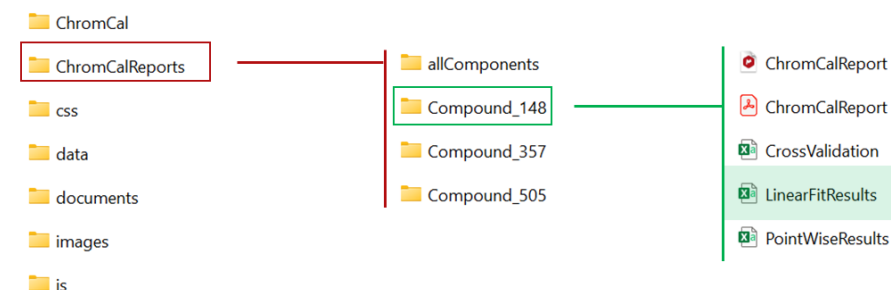 ChromCal
ChromCalReports
css
data
documents
images
js
allComponents
Compound_148
Compound_357
Compound_505
ChromCalReport
ChromCalReport
CrossValidation
LinearFitResults
PointWiseResults